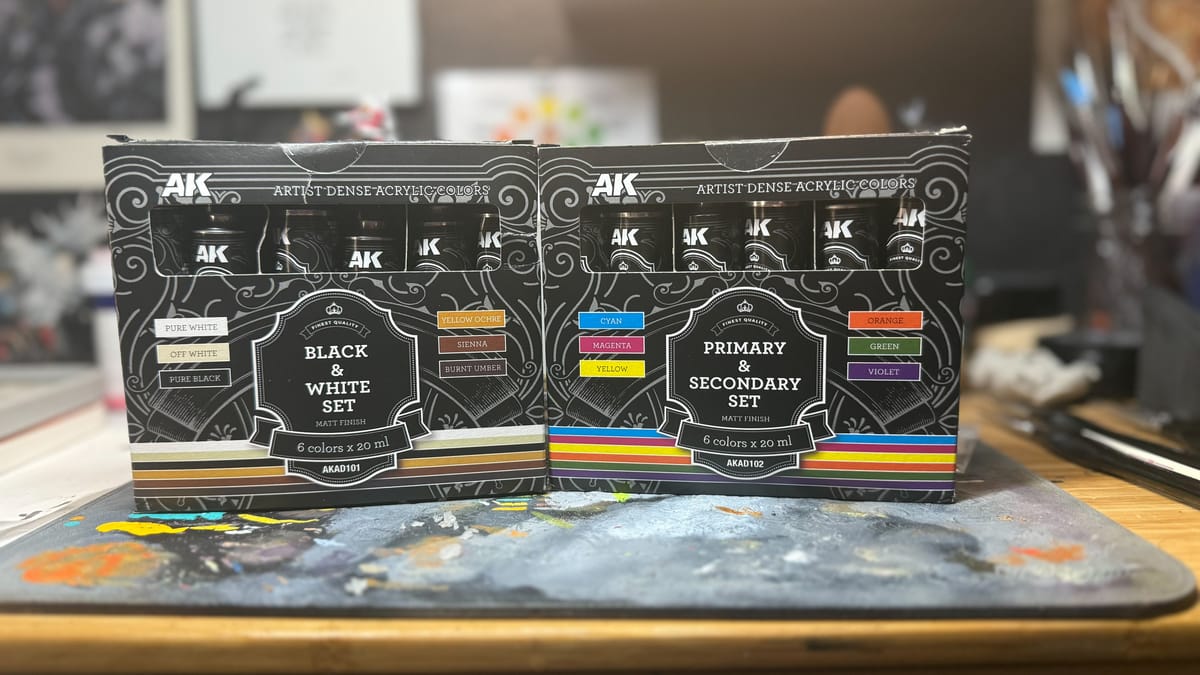 AK
ARTIST DENSE ACRYLIC COLORS
AK
AK
AK
AK
AK
PURE WHITE
OFF WHITE
PURE BLACK
FINEST QUALITY
BLACK
&
WHITE
SET
MATT FINISH
6 colors x 20 ml
AKAD101
YELLOW OCHRE
SIENNA
BURNT UMBER
AK
ARTIST DENSE ACRYLIC COLORS
AK
AK
AK
AK
AK
CYAN
MAGENTA
YELLOW
FINEST QUALITY
PRIMARY
&
SECONDARY
SET
MATT FINISH
6 colors x 20 ml
AKAD102
ORANGE
GREEN
VIOLET